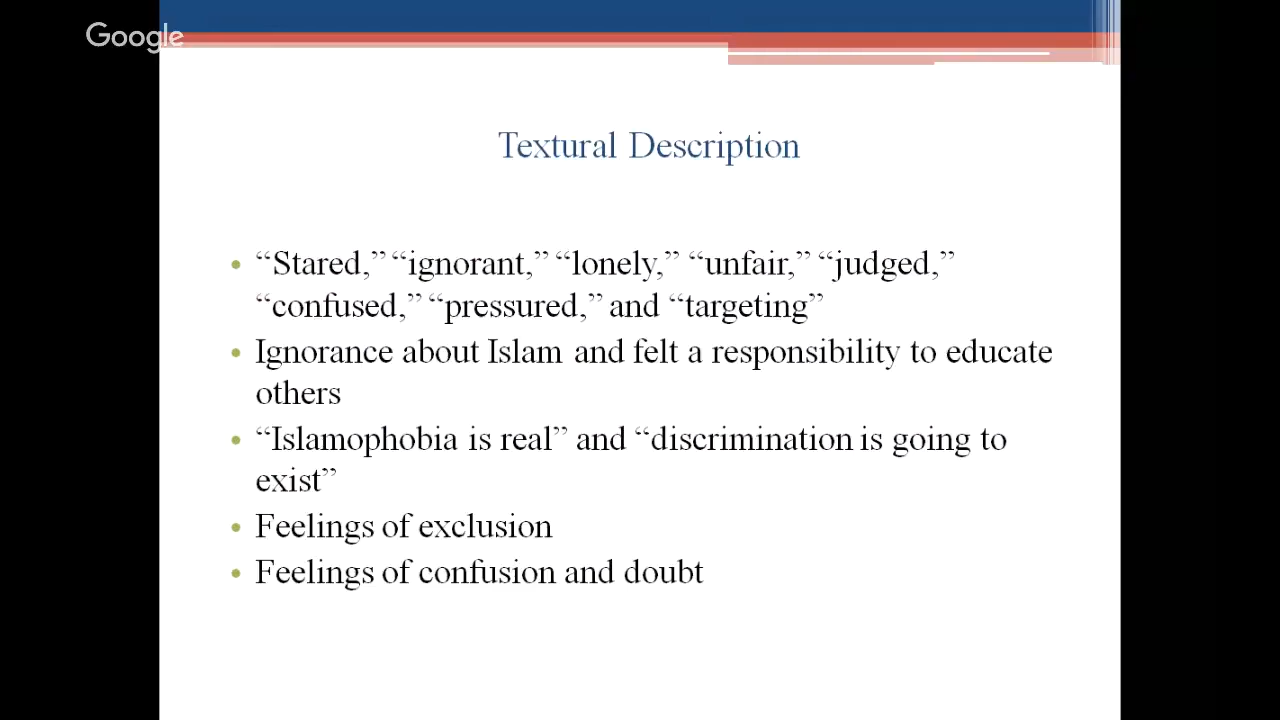 Google
Textural Description
• “Stared,” “ignorant,” “lonely,” “unfair,” “judged,”
“confused,” “pressured,” and “targeting”
• Ignorance about Islam and felt a responsibility to educate
others
• “Islamophobia is real” and “discrimination is going to
exist”
• Feelings of exclusion
• Feelings of confusion and doubt